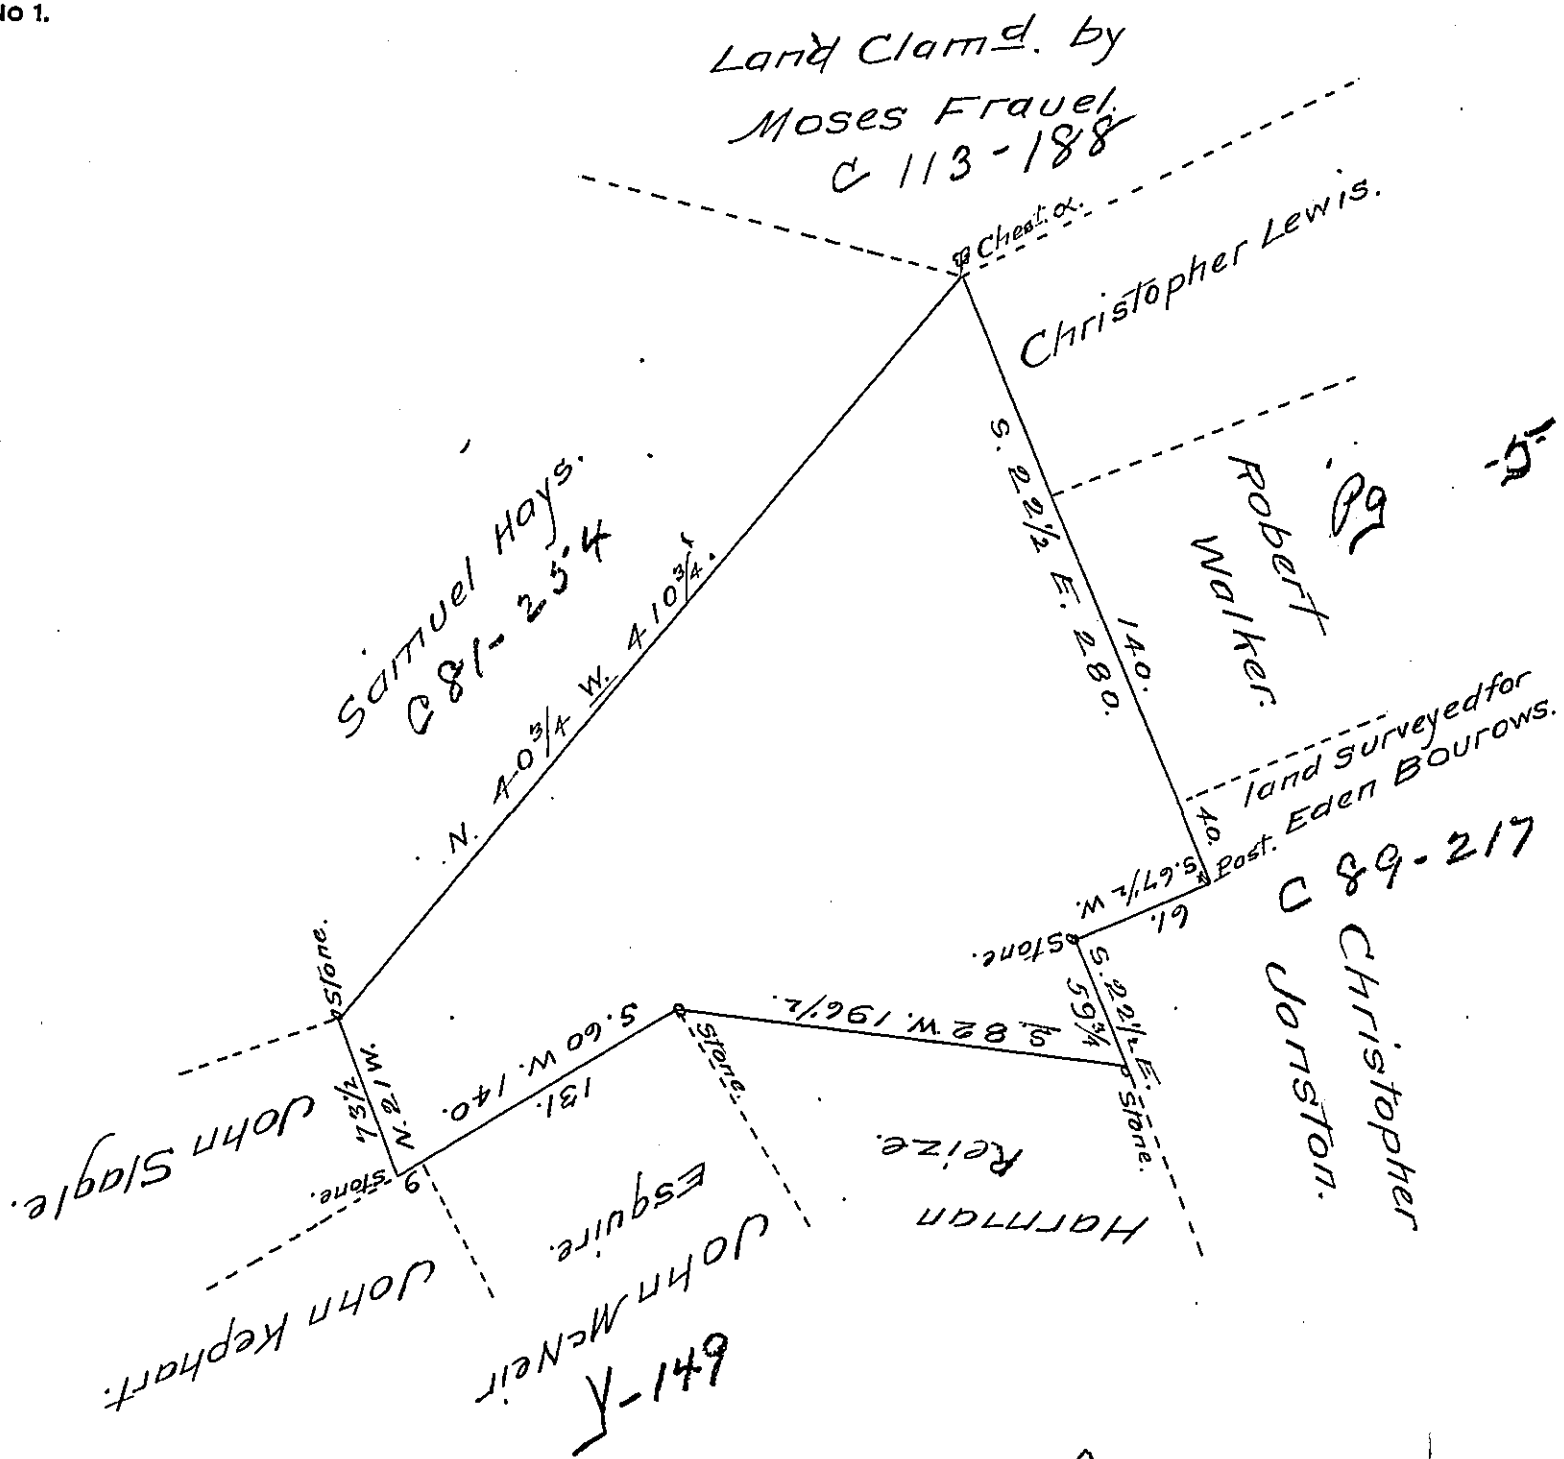 No 1.
Land Clamd. by
Moses Frauel.
C 113-188
Chest. a.
Christopher Lewis.
Samuel Hays.
C 81-254
N. 40¾ W. 410¾.
S. 22½ E. 280.
140.
Robert
Walker.
Pg
-5
40.
land surveyed for
Eden Bourows.
Post.
S. 67½ W.
61.
C 89-217
Christopher
Jonston.
Stone.
S. 22½ E.
59¾
Stone.
82 W. 196½.
Harman
Reize.
Stone.
S. 60 W. 140.
131.
John McNeir
Esquire.
Y-149
9
Stone.
N. 21 W.
73½
Stone.
John Slagle.
John Kephart.